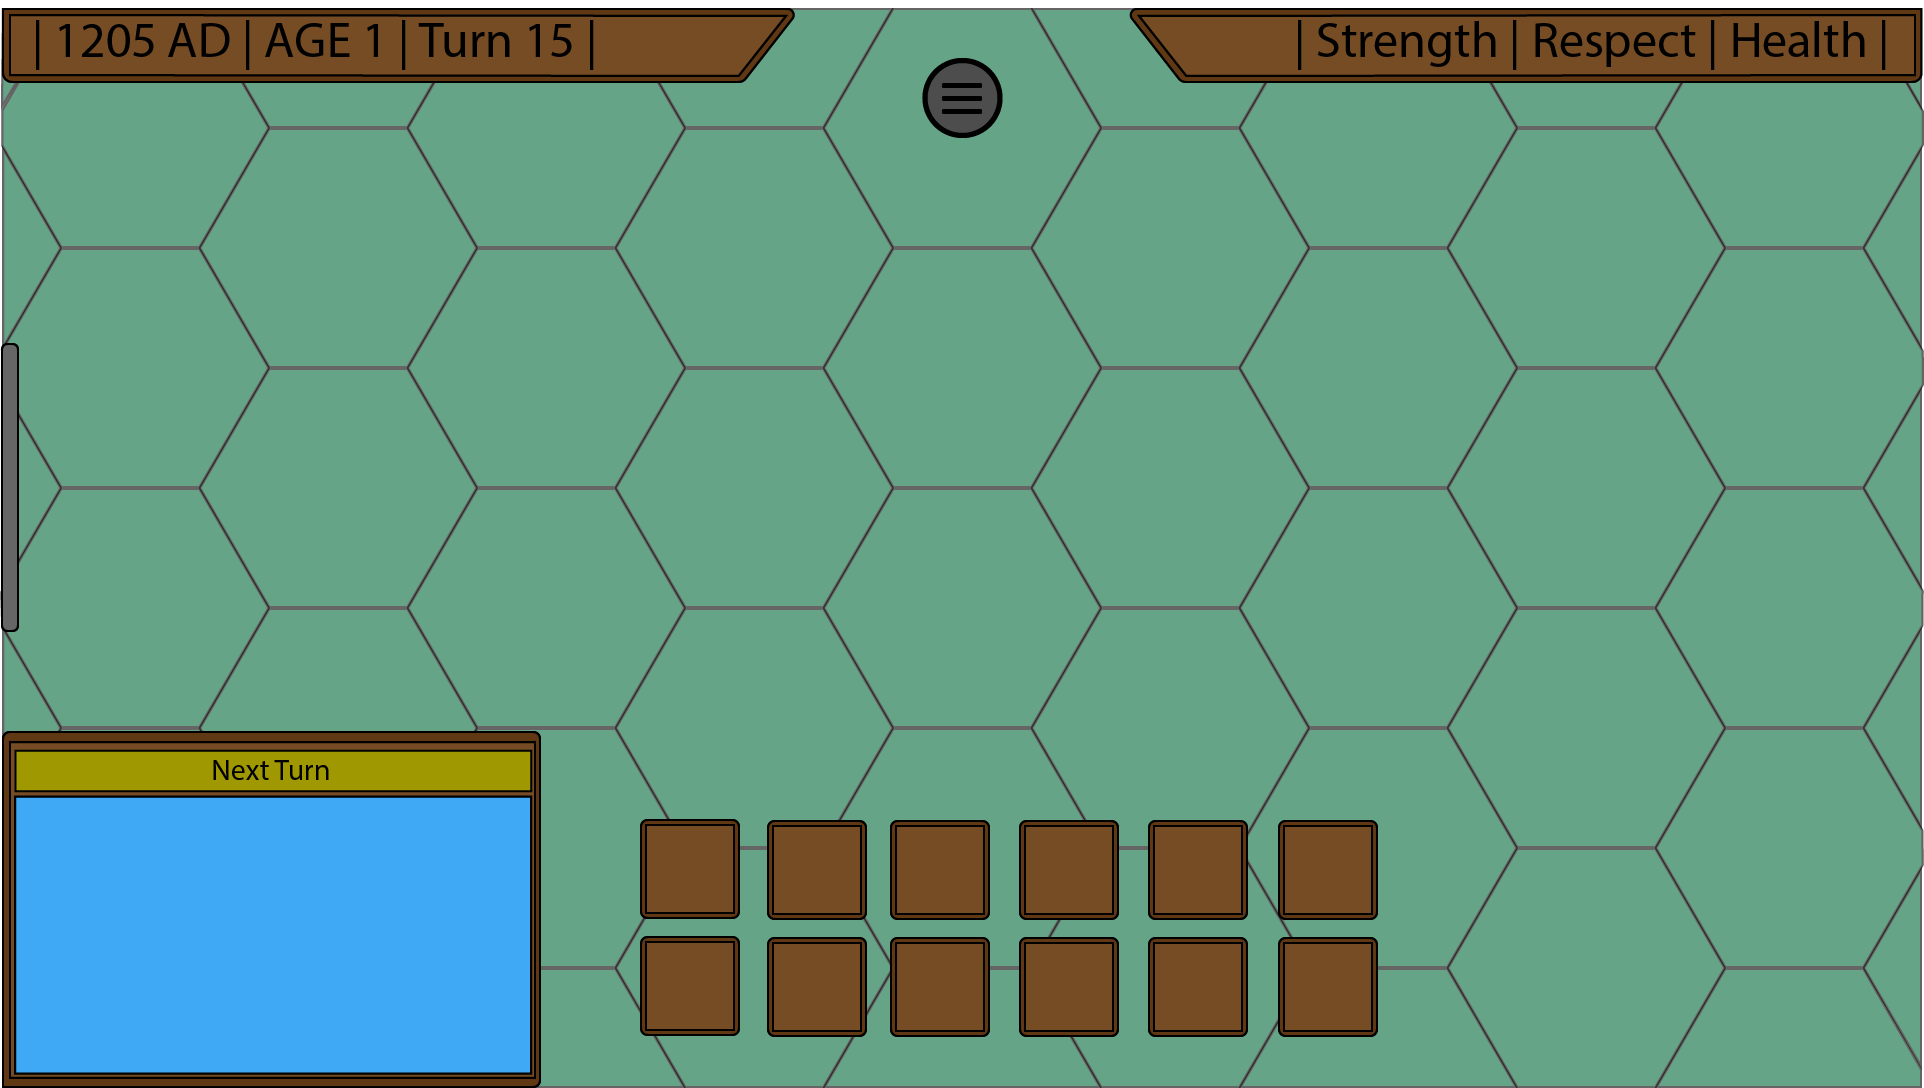 | 1205 AD | AGE 1 | Turn 15 |
| Strength | Respect | Health |
Next Turn